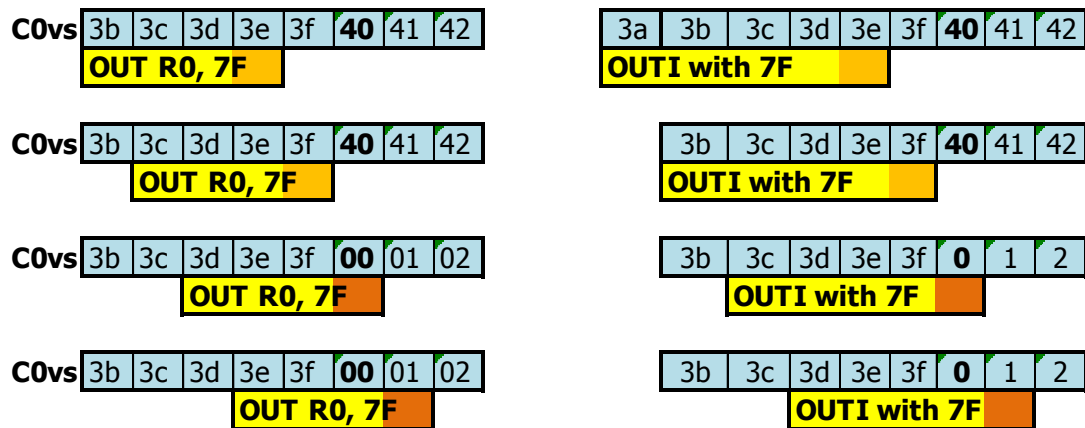 C0vs 3b 3c 3d 3e 3f 40 41 42 3a 3b 3c 3d 3e 3f 40 41 42
OUT R0, 7F OUTI with 7F
C0vs 3b 3c 3d 3e 3f 40 41 42 3b 3c 3d 3e 3f 40 41 42
OUT R0, 7F OUTI with 7F
C0vs 3b 3c 3d 3e 3f 00 01 02 3b 3c 3d 3e 3f 0 1 2
OUT R0, 7F OUTI with 7F
C0vs 3b 3c 3d 3e 3f 00 01 02 3b 3c 3d 3e 3f 0 1 2
OUT R0, 7F OUTI with 7F